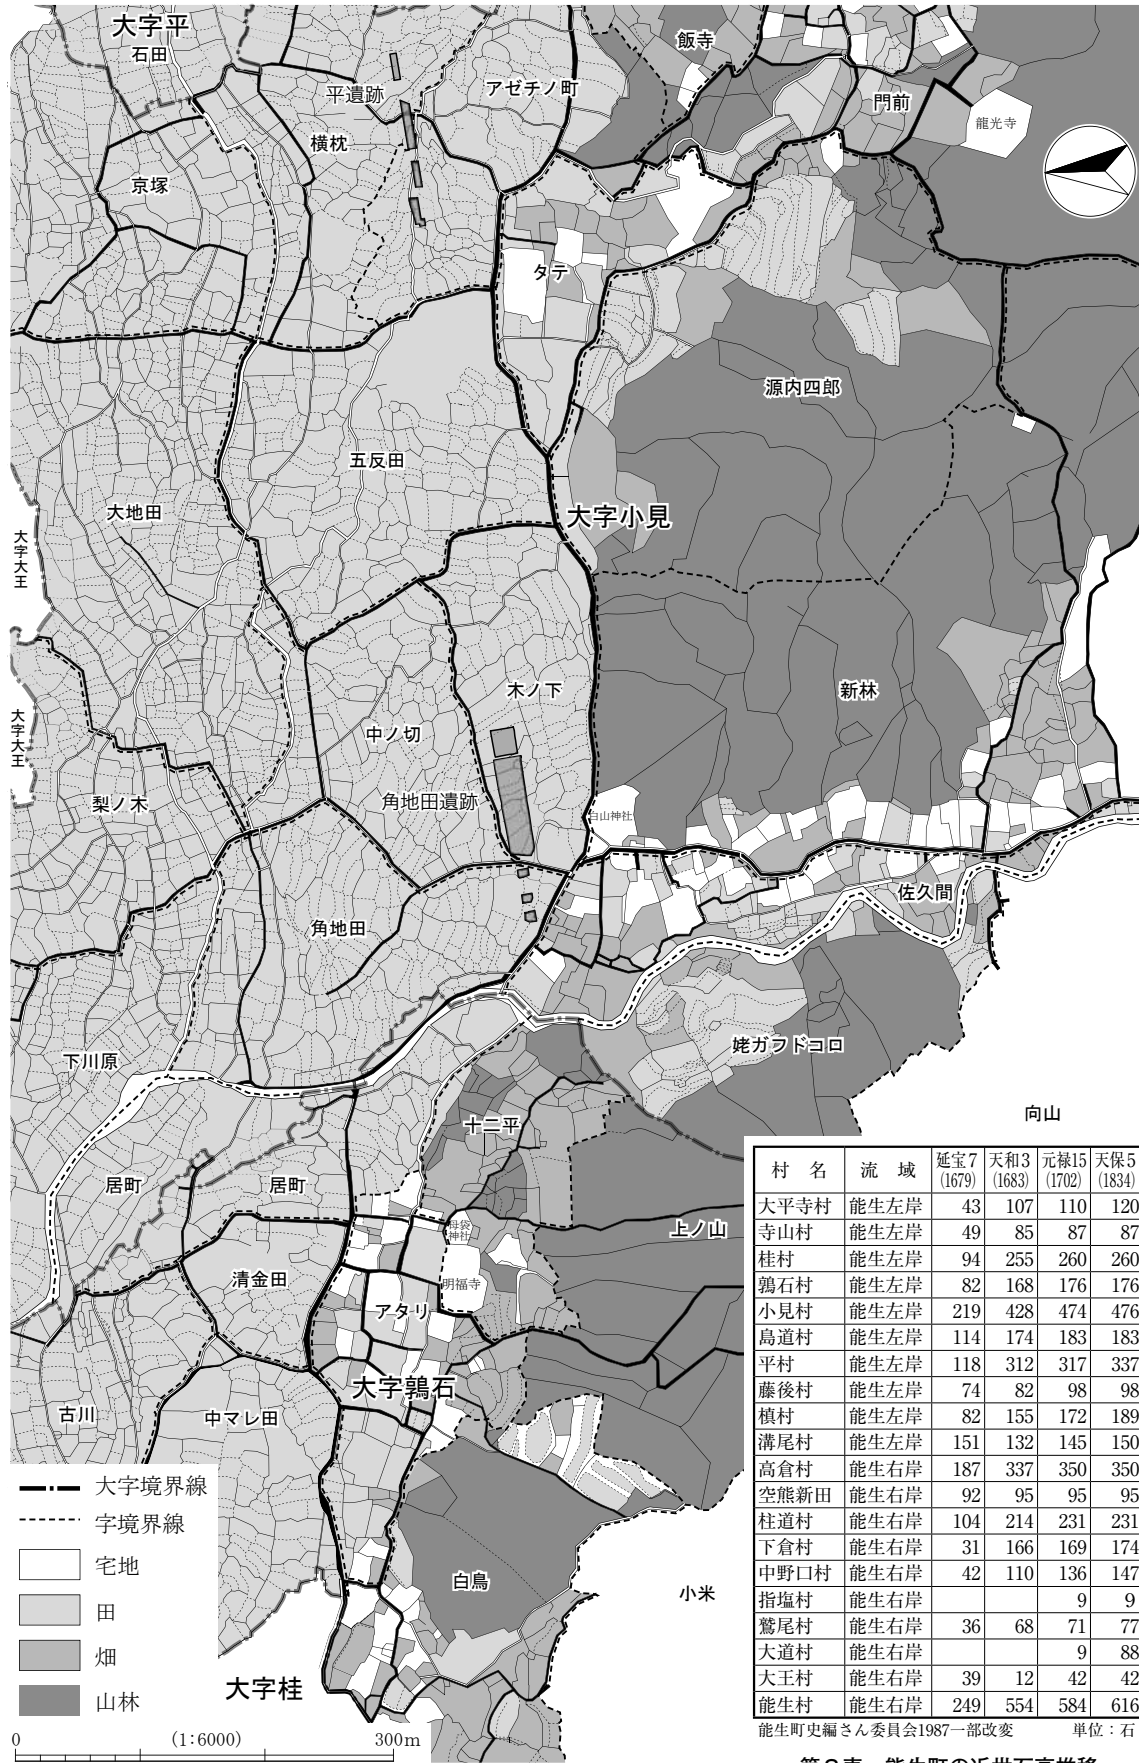 大字平
石田
平遺跡
アゼチノ町
飯寺
門前
龍光寺
横枕
京塚
タテ
源内四郎
五反田
大字小見
大地田
大字大王
木ノ下
新林
中ノ切
大字大王
角地田遺跡
梨ノ木
白山神社
佐久間
角地田
姥ガフドコロ
下川原
向山
十二平
居町
居町
上ノ山
母袋
神社
明福寺
清金田
アタリ
大字鶉石
古川
中マレ田
白鳥
小米
大字桂
大字境界線
字境界線
宅地
田
畑
山林
0 (1:6000) 300m
村 名 流 域 延宝7(1679) 天和3(1683) 元禄15(1702) 天保5(1834)
大平寺村 能生左岸 43 107 110 120
寺山村 能生左岸 49 85 87 87
桂村 能生左岸 94 255 260 260
鶉石村 能生左岸 82 168 176 176
小見村 能生左岸 219 428 474 476
島道村 能生左岸 114 174 183 183
平村 能生左岸 118 312 317 337
藤後村 能生左岸 74 82 98 98
槙村 能生左岸 82 155 172 189
溝尾村 能生左岸 151 132 145 150
高倉村 能生右岸 187 337 350 350
空熊新田 能生右岸 92 95 95 95
柱道村 能生右岸 104 214 231 231
下倉村 能生右岸 31 166 169 174
中野口村 能生右岸 42 110 136 147
指塩村 能生右岸 9 9
鷲尾村 能生右岸 36 68 71 77
大道村 能生右岸 9 88
大王村 能生右岸 39 12 42 42
能生村 能生右岸 249 554 584 616
能生町史編さん委員会1987一部改変 単位：石